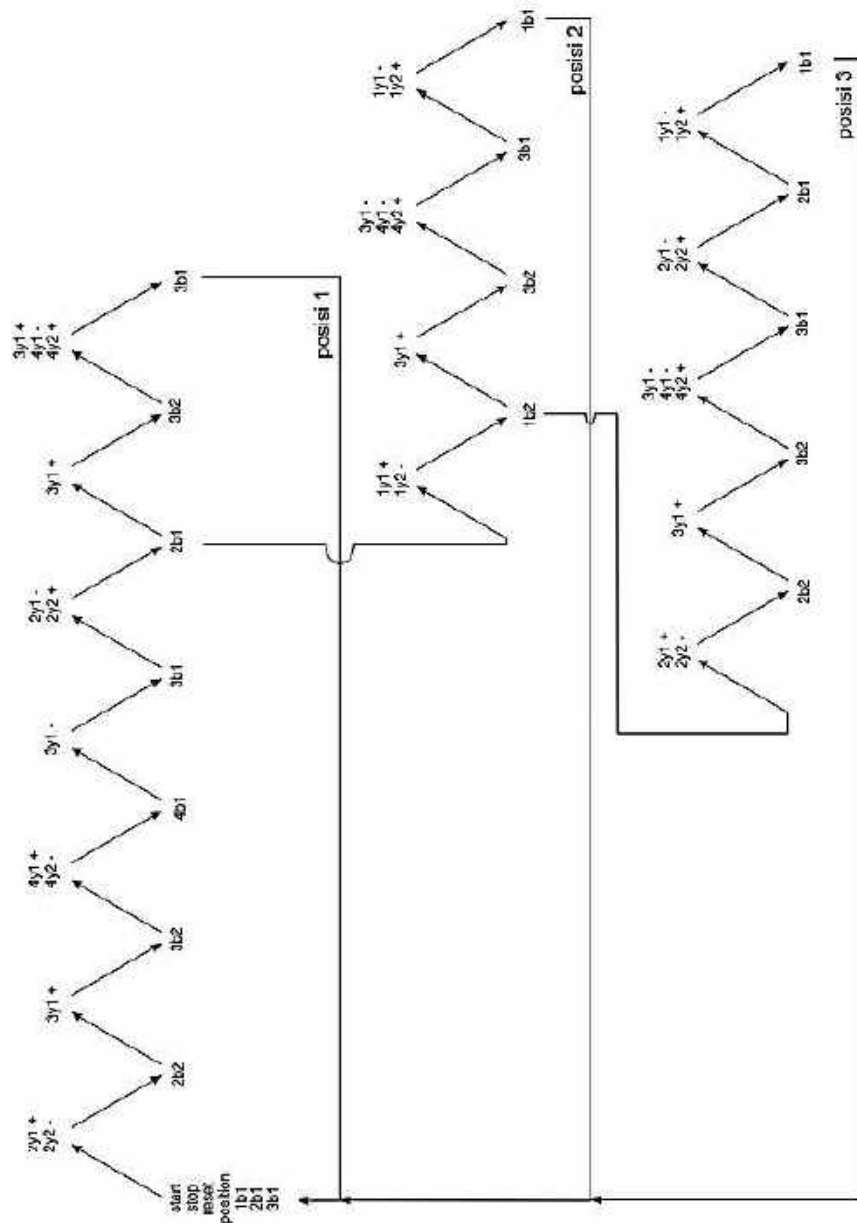 start
stop
reset
position
1b1
2b1
3b1
2y1 +
2y2 -
2b2
3y1 +
3b2
4y1 +
4y2 -
4b1
3y1 -
3b1
2y1 -
2y2 +
2b1
3y1 +
3b2
3y1 +
4y1 -
4y2 +
3b1
posisi 1
1y1 +
1y2 -
1b2
3y1 +
3b2
3y1 -
4y1 -
4y2 +
3b1
1y1 -
1y2 +
1b1
posisi 2
2y1 +
2y2 -
2b2
3y1 +
3b2
3y1 -
4y1 -
4y2 +
3b1
2y1 -
2y2 +
2b1
1y1 -
1y2 +
1b1
posisi 3